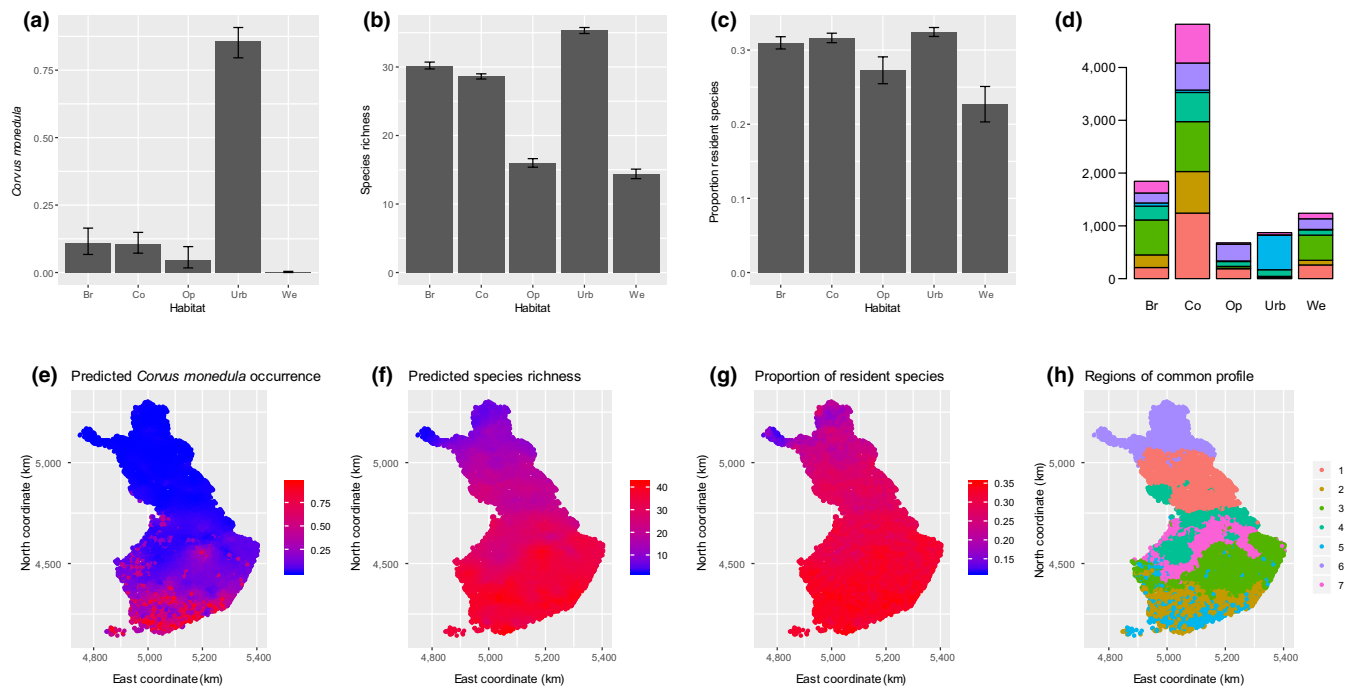 (a)
Corvus monedula
0.75
0.50
0.25
0.00
Br Co Op Urb We
Habitat
(b)
Species richness
30
20
10
0
Br Co Op Urb We
Habitat
(c)
Proportion resident species
0.3
0.2
0.1
0.0
Br Co Op Urb We
Habitat
(d)
4,000
3,000
2,000
1,000
0
Br Co Op Urb We
(e) Predicted Corvus monedula occurrence
North coordinate (km)
5,000
4,500
4,800 5,000 5,200 5,400
East coordinate (km)
0.75
0.50
0.25
(f) Predicted species richness
North coordinate (km)
5,000
4,500
4,800 5,000 5,200 5,400
East coordinate (km)
40
30
20
10
(g) Proportion of resident species
North coordinate (km)
5,000
4,500
4,800 5,000 5,200 5,400
East coordinate (km)
0.35
0.30
0.25
0.20
0.15
(h) Regions of common profile
North coordinate (km)
5,000
4,500
4,800 5,000 5,200 5,400
East coordinate (km)
1
2
3
4
5
6
7